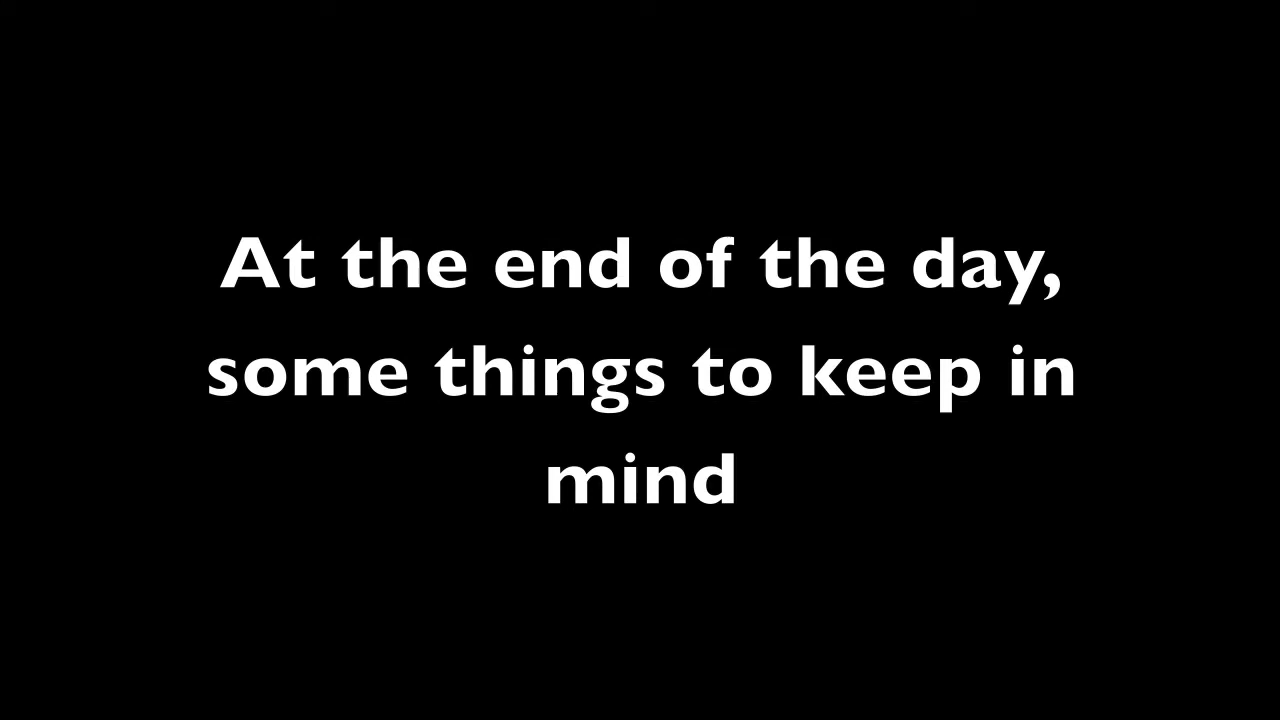 At the end of the day,
some things to keep in
mind